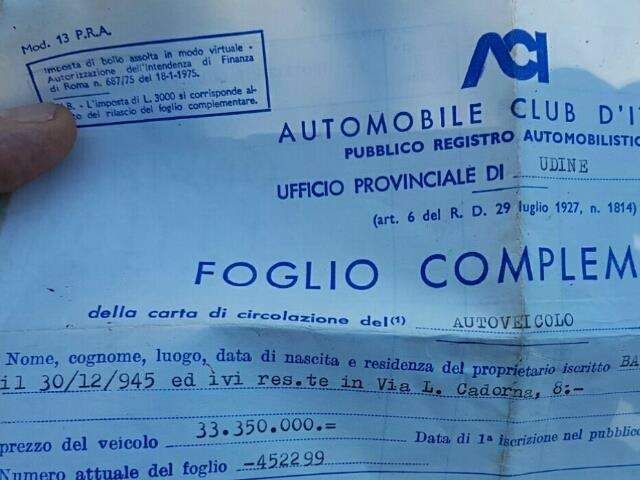 Mod. 13 P.R.A.
Imposta di bollo assolta in modo virtuale -
Autorizzazione dell'Intendenza di Finanza
di Roma n. 687/75 del 18-1-1975.
.B. - L'imposta di L. 3000 si corrisponde al-
to del rilascio del foglio complementare.
ACI
AUTOMOBILE CLUB D'I
PUBBLICO REGISTRO AUTOMOBILISTIC
UFFICIO PROVINCIALE DI UDINE
(art. 6 del R. D. 29 luglio 1927, n. 1814)
FOGLIO COMPLEM
della carta di circolazione del(1) AUTOVEICOLO
Nome, cognome, luogo, data di nascita e residenza del proprietario iscritto BA
il 30/12/945 ed ivi res.te in Via L. Cadorna, 8:-
prezzo del veicolo 33.350.000.= Data di 1a iscrizione nel pubblico
Numero attuale del foglio -452299